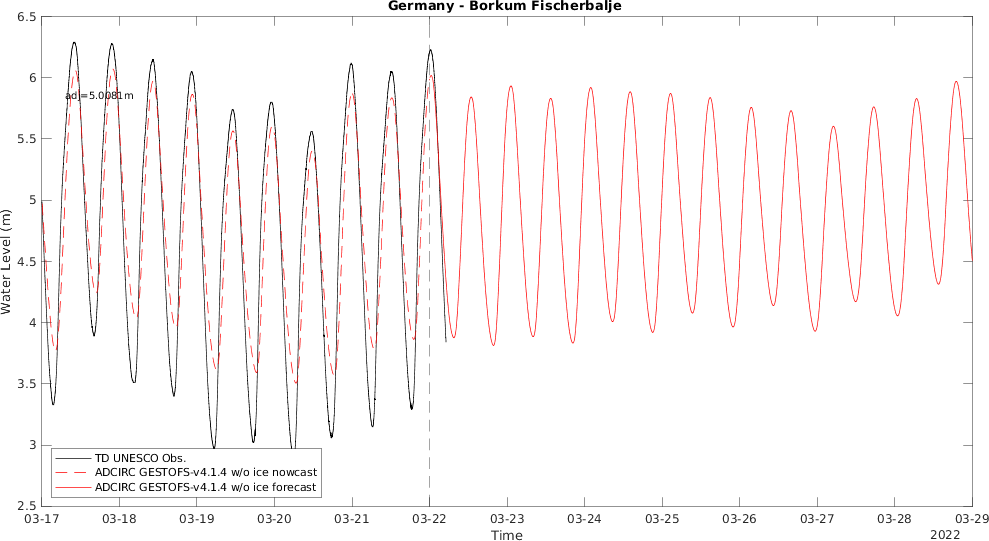 Germany - Borkum Fischerbalje
6.5
6
5.5
5
4.5
4
3.5
3
2.5
Water Level (m)
adj=5.0081m
TD UNESCO Obs.
ADCIRC GESTOFS-v4.1.4 w/o ice nowcast
ADCIRC GESTOFS-v4.1.4 w/o ice forecast
03-17 03-18 03-19 03-20 03-21 03-22 03-23 03-24 03-25 03-26 03-27 03-28 03-29
Time
2022